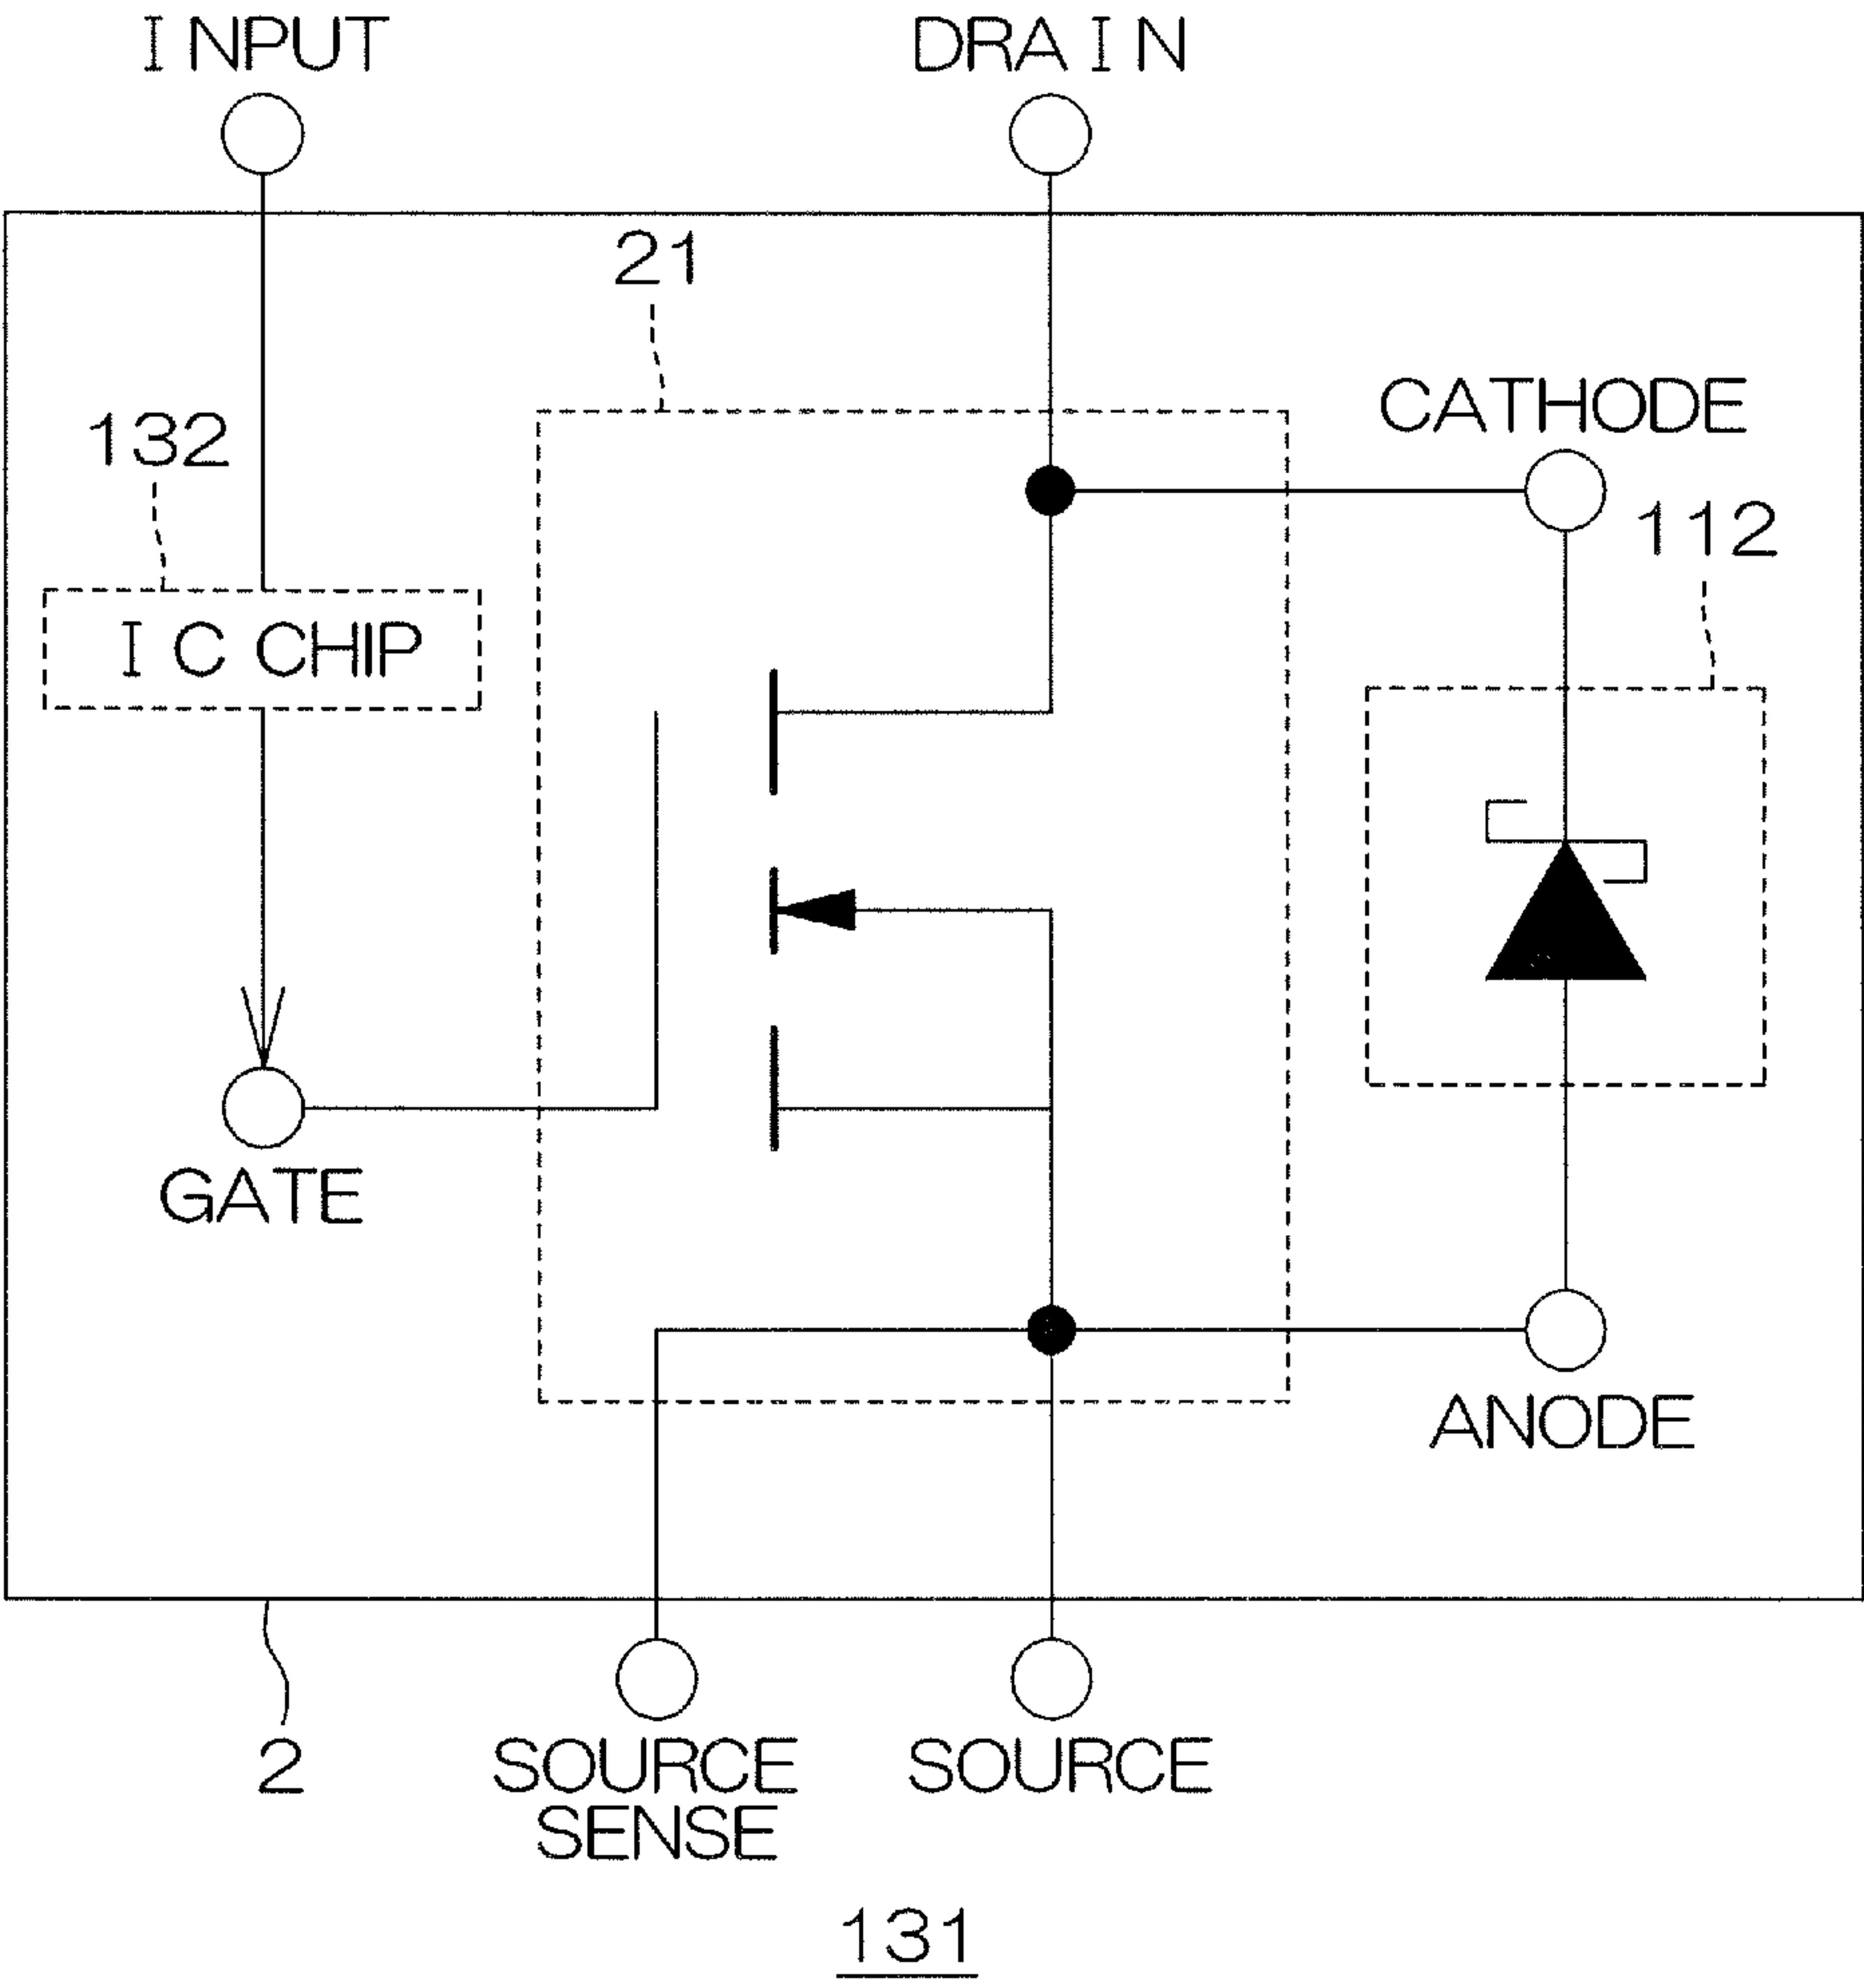 INPUT
DRAIN
21
CATHODE
132
112
IC CHIP
GATE
ANODE
2
SOURCE
SENSE
SOURCE
131